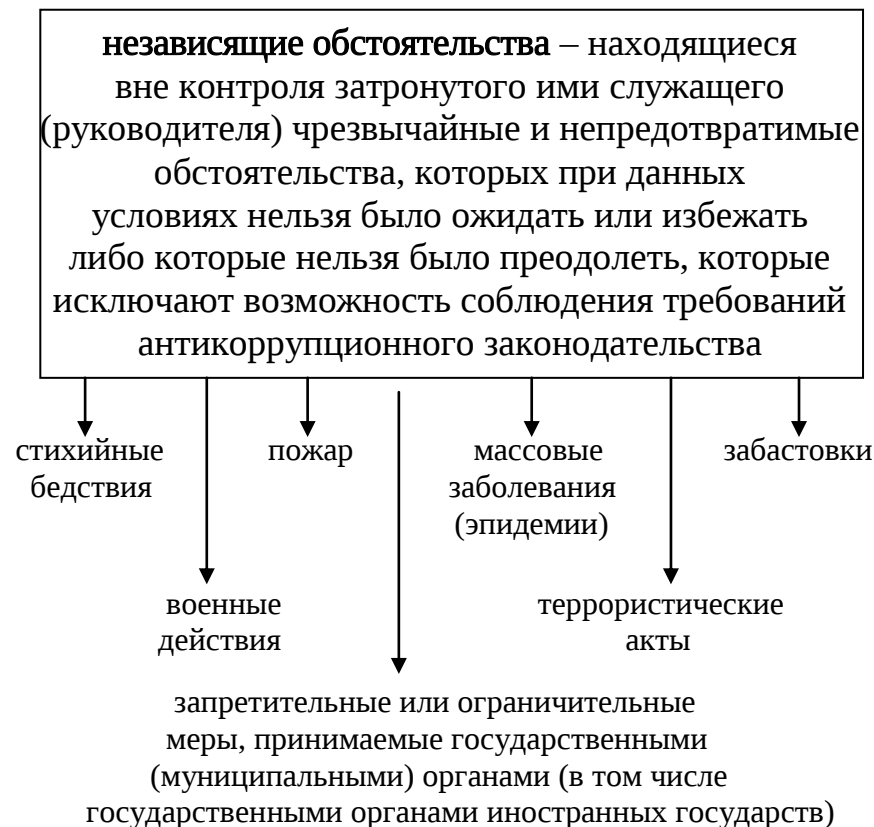 независящие обстоятельства – находящиеся
вне контроля затронутого ими служащего
(руководителя) чрезвычайные и непредотвратимые
обстоятельства, которых при данных
условиях нельзя было ожидать или избежать
либо которые нельзя было преодолеть, которые
исключают возможность соблюдения требований
антикоррупционного законодательства
стихийные
бедствия
пожар
массовые
заболевания
(эпидемии)
забастовки
военные
действия
террористические
акты
запретительные или ограничительные
меры, принимаемые государственными
(муниципальными) органами (в том числе
государственными органами иностранных государств)